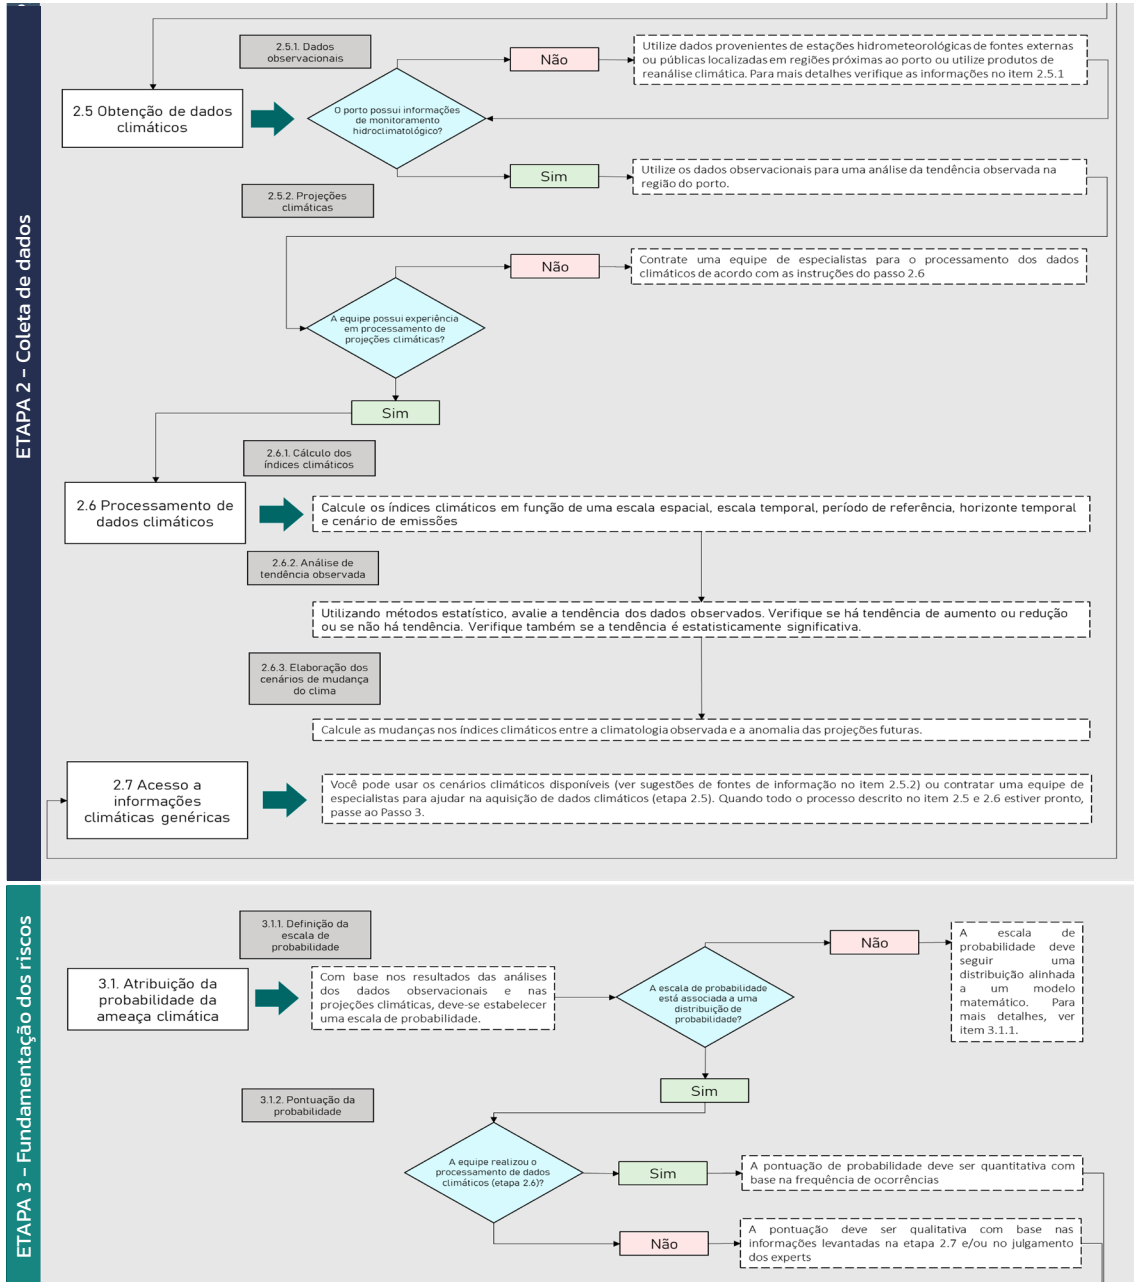 ETAPA 2 – Coleta de dados
2.5.1. Dados
observacionais
Não
Utilize dados provenientes de estações hidrometeorológicas de fontes externas
ou públicas localizadas em regiões próximas ao porto ou utilize produtos de
reanálise climática. Para mais detalhes verifique as informações no item 2.5.1
2.5 Obtenção de dados
climáticos
O porto possui informações
de monitoramento
hidroclimatológico?
Sim
Utilize os dados observacionais para uma análise da tendência observada na
região do porto.
2.5.2. Projeções
climáticas
Não
Contrate uma equipe de especialistas para o processamento dos dados
climáticos de acordo com as instruções do passo 2.6
A equipe possui experiência
em processamento de
projeções climáticas?
Sim
2.6.1. Cálculo dos
índices climáticos
2.6 Processamento de
dados climáticos
Calcule os índices climáticos em função de uma escala espacial, escala temporal, período de referência, horizonte temporal
e cenário de emissões
2.6.2. Análise de
tendência observada
Utilizando métodos estatístico, avalie a tendência dos dados observados. Verifique se há tendência de aumento ou redução
ou se não há tendência. Verifique também se a tendência é estatisticamente significativa.
2.6.3. Elaboração dos
cenários de mudança
do clima
Calcule as mudanças nos índices climáticos entre a climatologia observada e a anomalia das projeções futuras.
2.7 Acesso a
informações
climáticas genéricas
Você pode usar os cenários climáticos disponíveis (ver sugestões de fontes de informação no item 2.5.2) ou contratar uma equipe de
especialistas para ajudar na aquisição de dados climáticos (etapa 2.5). Quando todo o processo descrito no item 2.5 e 2.6 estiver pronto,
passe ao Passo 3.
ETAPA 3 – Fundamentação dos riscos
3.1.1. Definição da
escala de
probabilidade
Não
A escala de
probabilidade deve
seguir uma
distribuição alinhada
a um modelo
matemático. Para
mais detalhes, ver
item 3.1.1.
3.1. Atribuição da
probabilidade da
ameaça climática
Com base nos resultados das análises
dos dados observacionais e nas
projeções climáticas, deve-se estabelecer
uma escala de probabilidade.
A escala de probabilidade
está associada a uma
distribuição de
probabilidade?
Sim
3.1.2. Pontuação da
probabilidade
A equipe realizou o
processamento de dados
climáticos (etapa 2.6)?
Sim
A pontuação de probabilidade deve ser quantitativa com
base na frequência de ocorrências
Não
A pontuação deve ser qualitativa com base nas
informações levantadas na etapa 2.7 e/ou no julgamento
dos experts